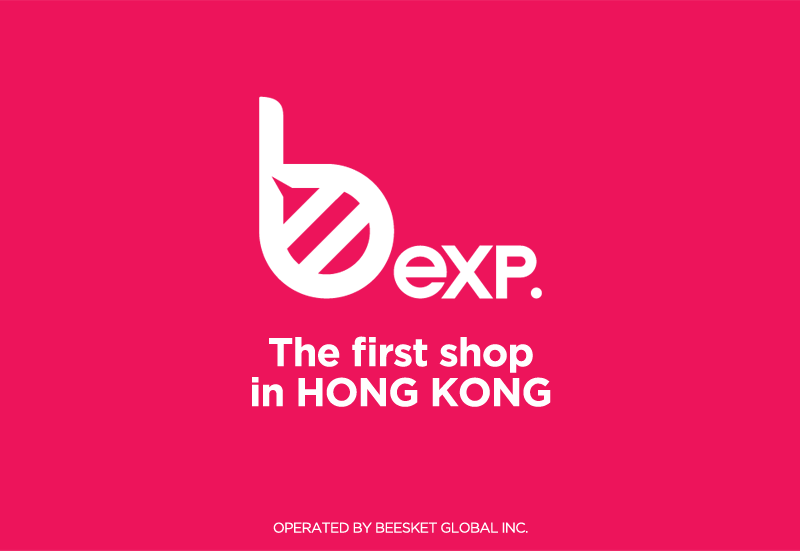 b exp.
The first shop
in HONG KONG
OPERATED BY BEESKET GLOBAL INC.